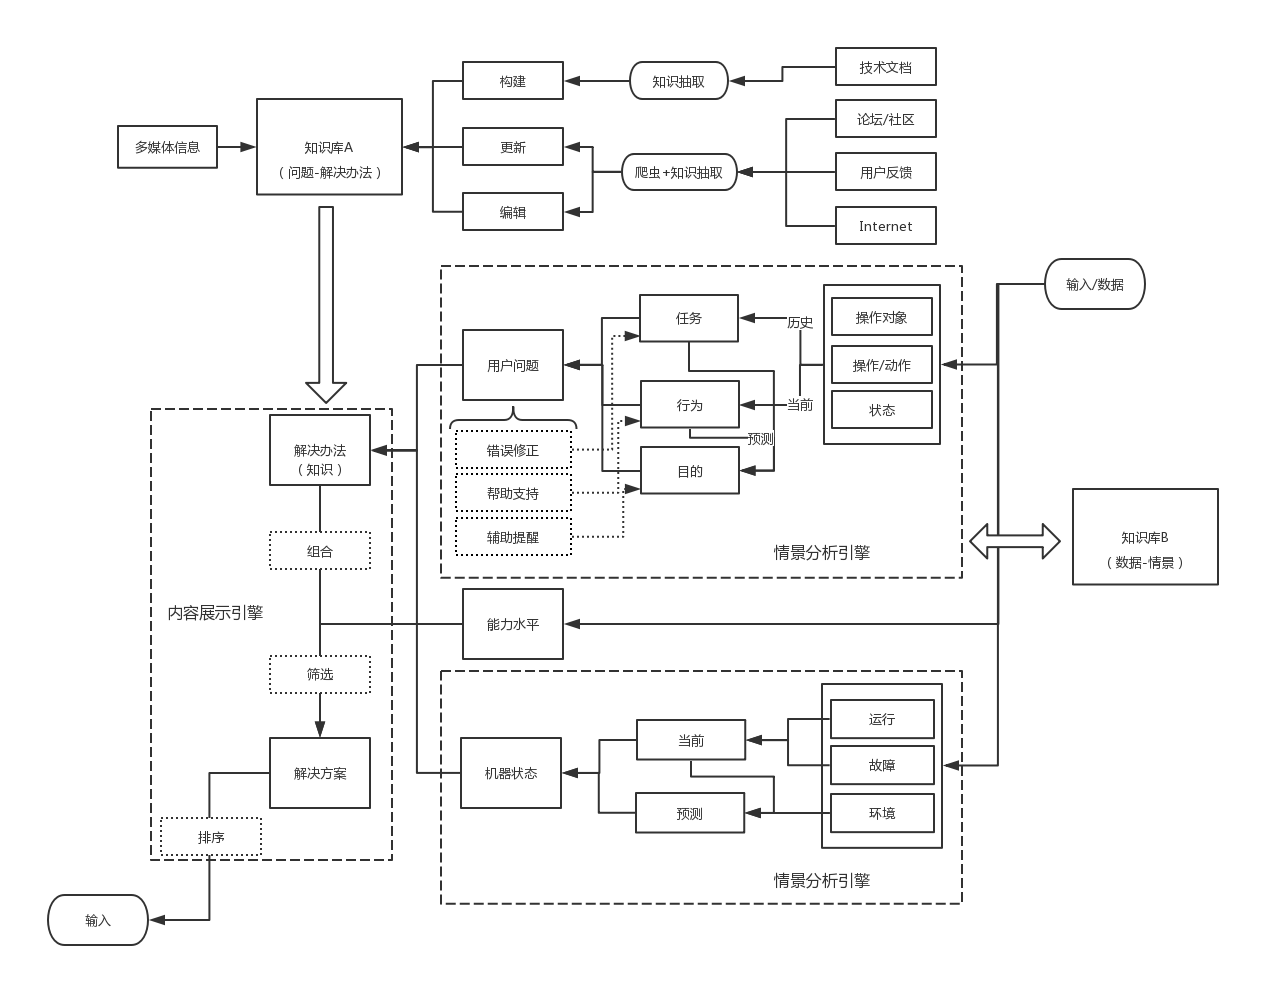 技术文档
构建
知识抽取
论坛/社区
多媒体信息
知识库A
（问题-解决办法）
更新
爬虫+知识抽取
用户反馈
编辑
Internet
输入/数据
任务
历史
操作对象
用户问题
操作/动作
行为
当前
状态
预测
错误修正
目的
解决办法
（知识）
帮助支持
辅助提醒
情景分析引擎
知识库B
（数据-情景）
组合
内容展示引擎
能力水平
筛选
运行
当前
故障
机器状态
解决方案
预测
环境
排序
情景分析引擎
输入